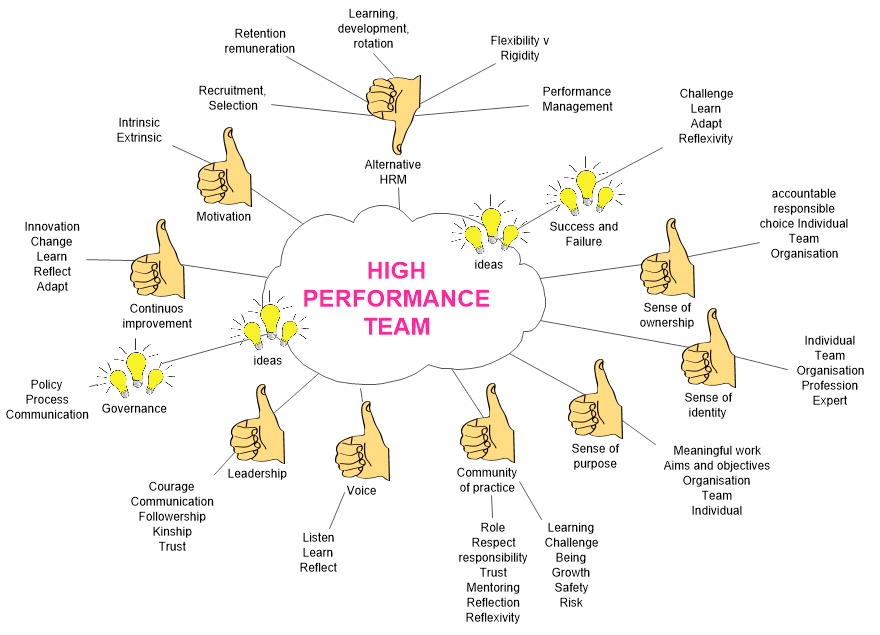 Learning,
development,
rotation
Retention
remuneration
Flexibility v
Rigidity
Recruitment,
Selection
Performance
Management
Challenge
Learn
Adapt
Reflexivity
Intrinsic
Extrinsic
Alternative
HRM
Motivation
Success and
Failure
ideas
accountable
responsible
choice Individual
Team
Organisation
Innovation
Change
Learn
Reflect
Adapt
Continuos
improvement
HIGH
PERFORMANCE
TEAM
Sense of
ownership
ideas
Individual
Team
Organisation
Profession
Expert
Sense of
identity
Policy
Process
Communication
Governance
Leadership
Voice
Community
of practice
Sense of
purpose
Meaningful work
Aims and objectives
Organisation
Team
Individual
Courage
Communication
Followership
Kinship
Trust
Listen
Learn
Reflect
Role
Respect
responsibility
Trust
Mentoring
Reflection
Reflexivity
Learning
Challenge
Being
Growth
Safety
Risk